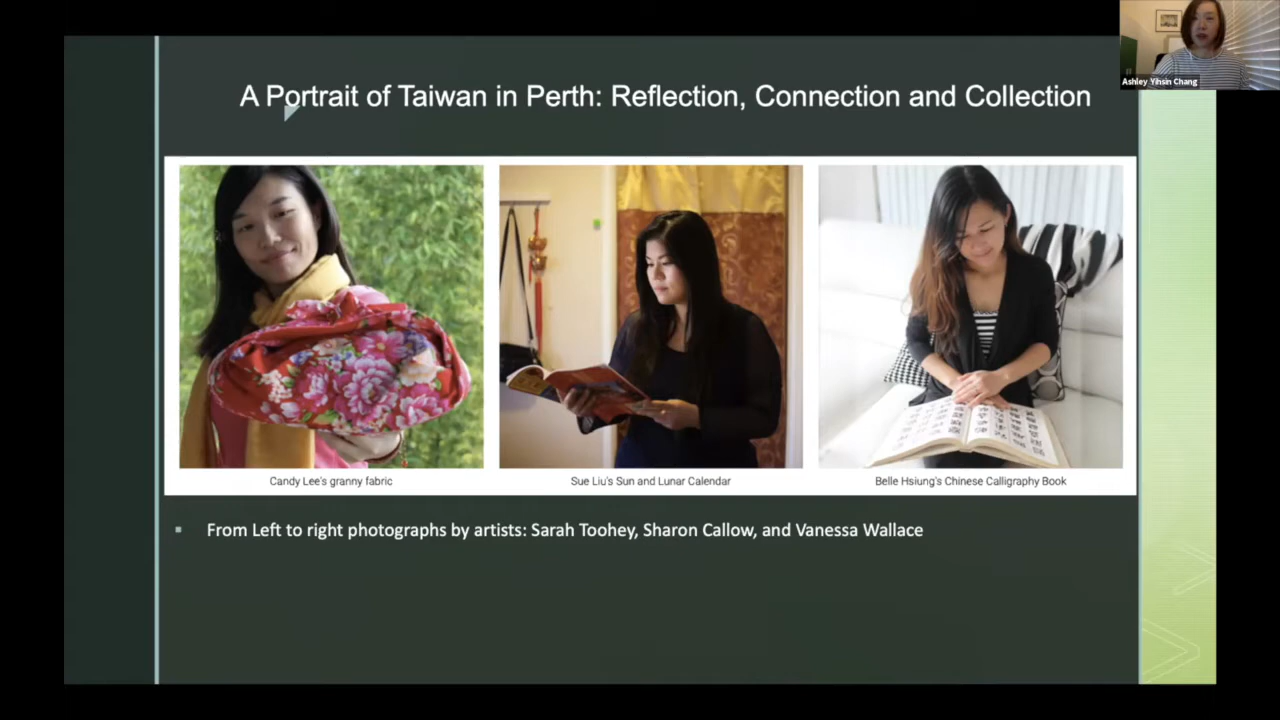 Ashley Yihsin Chang
A Portrait of Taiwan in Perth: Reflection, Connection and Collection
Candy Lee's granny fabric
Sue Liu's Sun and Lunar Calendar
Belle Hsiung's Chinese Calligraphy Book
From Left to right photographs by artists: Sarah Toohey, Sharon Callow, and Vanessa Wallace